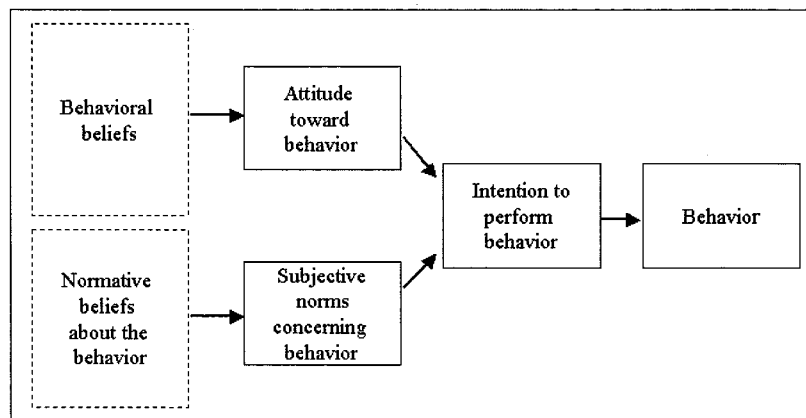 Behavioral
beliefs
Attitude
toward
behavior
Intention to
perform
behavior
Behavior
Normative
beliefs
about the
behavior
Subjective
norms
concerning
behavior